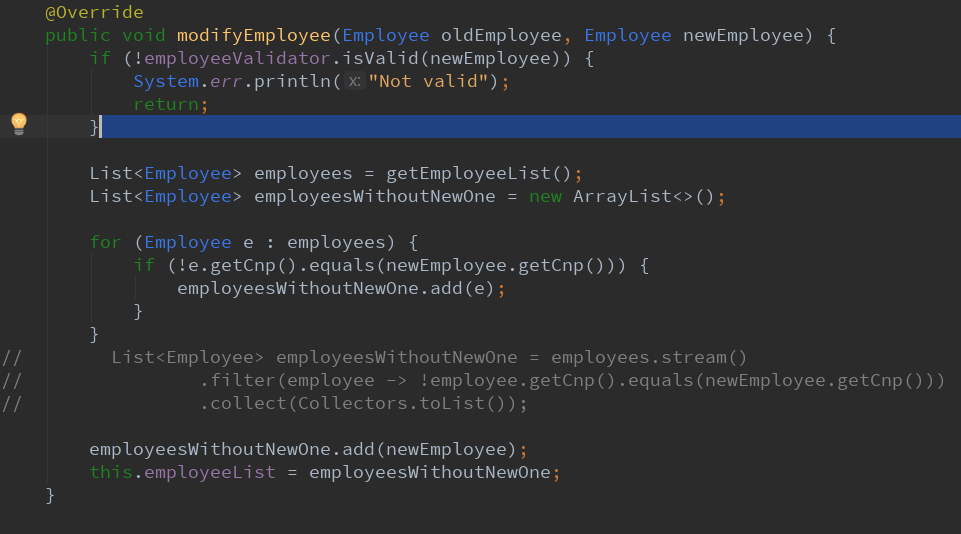 @Override
public void modifyEmployee(Employee oldEmployee, Employee newEmployee) {
    if (!employeeValidator.isValid(newEmployee)) {
        System.err.println( x: "Not valid");
        return;
    }
    List<Employee> employees = getEmployeeList();
    List<Employee> employeesWithoutNewOne = new ArrayList<>();
    for (Employee e : employees) {
        if (!e.getCnp().equals(newEmployee.getCnp())) {
            employeesWithoutNewOne.add(e);
        }
    }
//        List<Employee> employeesWithoutNewOne = employees.stream()
//                .filter(employee -> !employee.getCnp().equals(newEmployee.getCnp()))
//                .collect(Collectors.toList());
    employeesWithoutNewOne.add(newEmployee);
    this.employeeList = employeesWithoutNewOne;
}